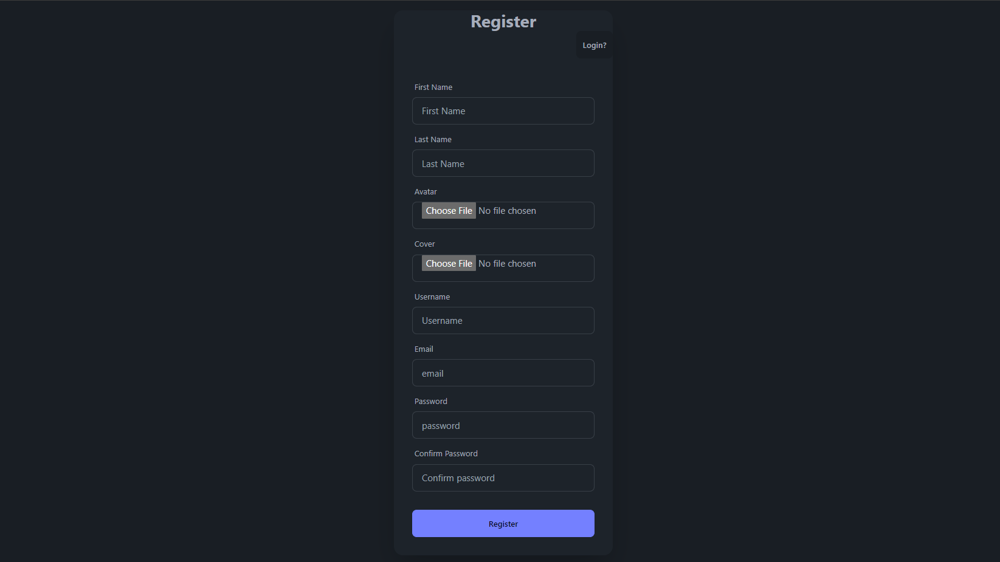 Register
Login?
First Name
First Name
Last Name
Last Name
Avatar
Choose File No file chosen
Cover
Choose File No file chosen
Username
Username
Email
email
Password
password
Confirm Password
Confirm password
Register